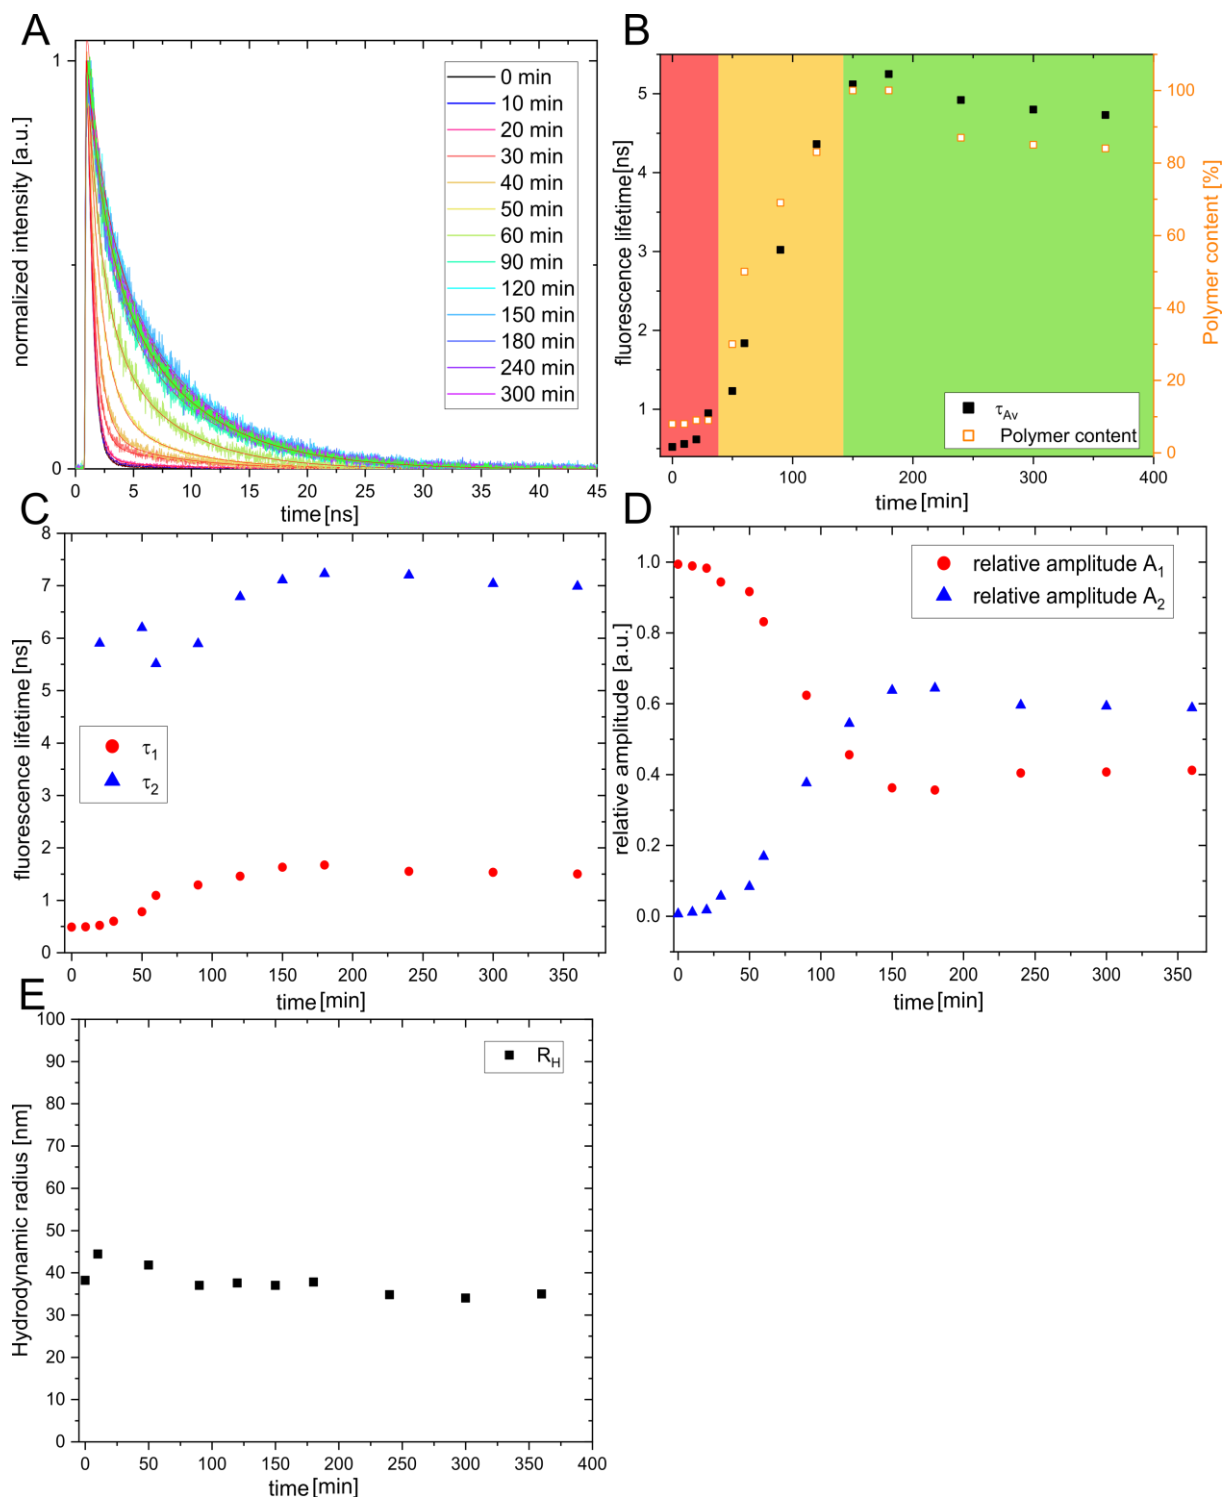 A
normalized intensity [a.u.]
1
0
0 5 10 15 20 25 30 35 40 45
time [ns]
0 min
10 min
20 min
30 min
40 min
50 min
60 min
90 min
120 min
150 min
180 min
240 min
300 min
B
fluorescence lifetime[ns]
5
4
3
2
1
0 100 200 300 400
time [min]
100
80
60
40
20
0
Polymer content [%]
τAv
Polymer content
C
fluorescence lifetime [ns]
8
7
6
5
4
3
2
1
0
0 50 100 150 200 250 300 350
time [min]
τ1
τ2
D
relative amplitude [a.u.]
1.0
0.8
0.6
0.4
0.2
0.0
0 50 100 150 200 250 300 350
time [min]
relative amplitude A1
relative amplitude A2
E
Hydrodynamic radius [nm]
100
90
80
70
60
50
40
30
20
10
0
0 50 100 150 200 250 300 350 400
time [min]
RH